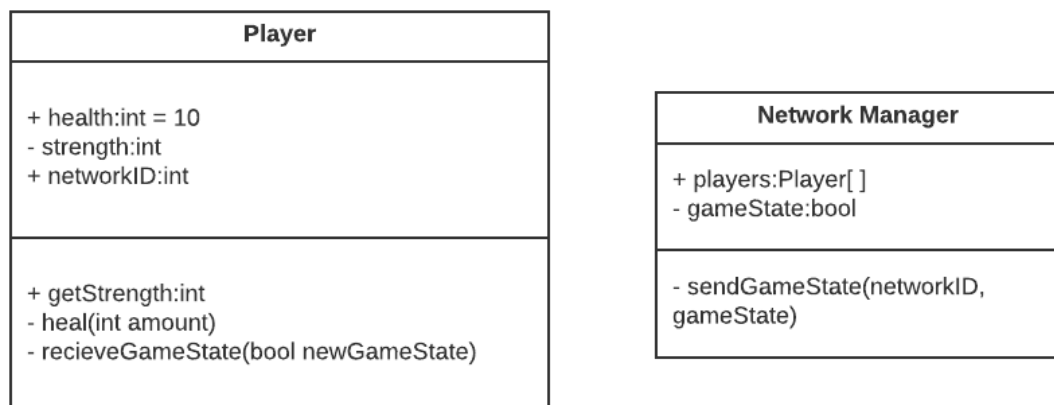 Player
+ health:int = 10
- strength:int
+ networkID:int
+ getStrength:int
- heal(int amount)
- recieveGameState(bool newGameState)
Network Manager
+ players:Player[ ]
- gameState:bool
- sendGameState(networkID,
gameState)